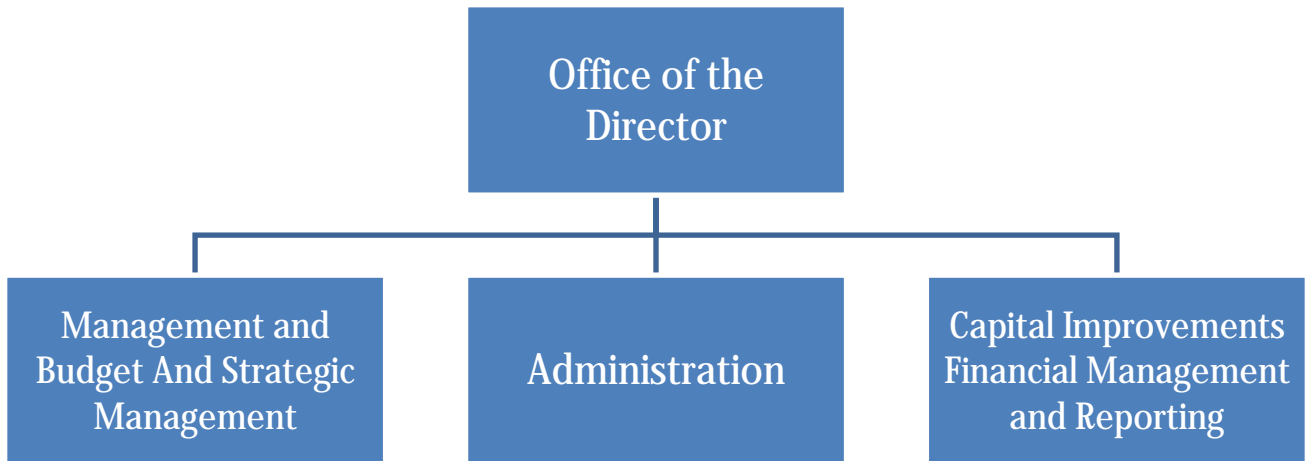 Office of the
Director
Management and
Budget And Strategic
Management
Administration
Capital Improvements
Financial Management
and Reporting